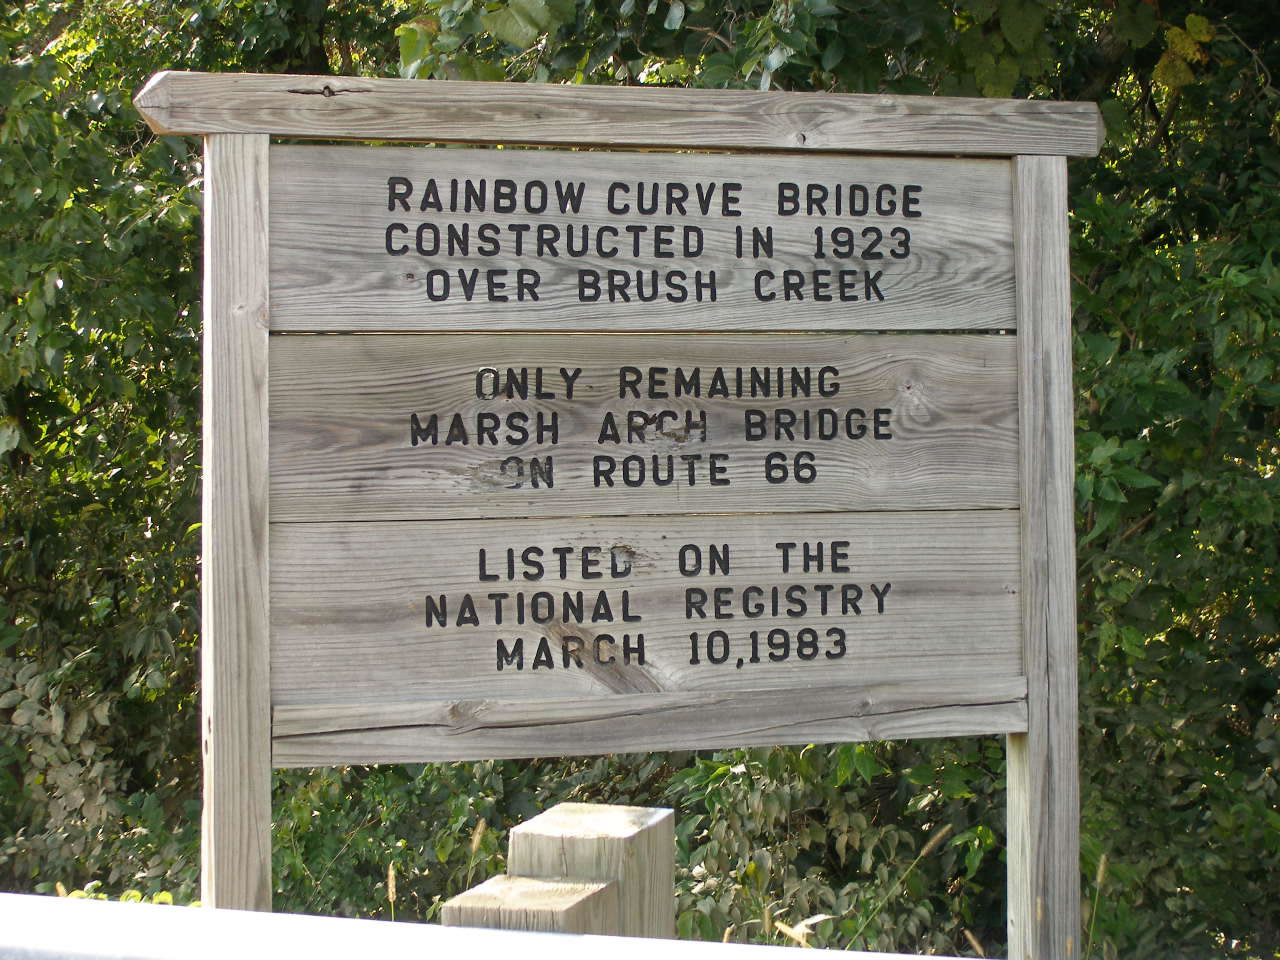 RAINBOW CURVE BRIDGE
CONSTRUCTED IN 1923
OVER BRUSH CREEK
ONLY REMAINING
MARSH ARCH BRIDGE
ON ROUTE 66
LISTED ON THE
NATIONAL REGISTRY
MARCH 10,1983